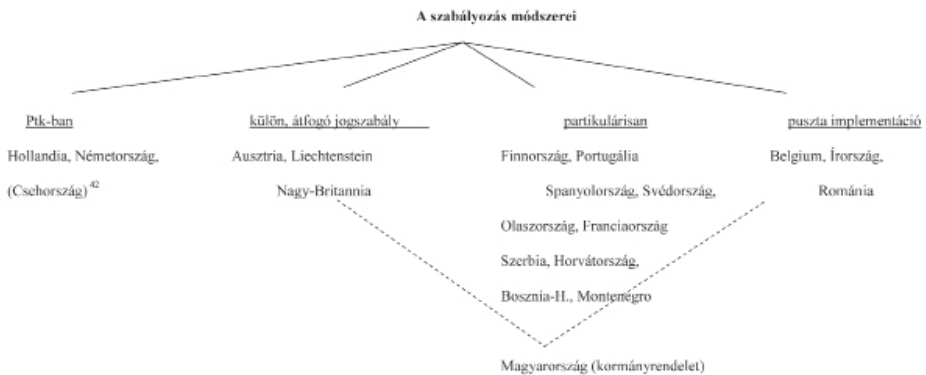 A szabályozás módszerei
Ptk-ban
Hollandia, Németország,
(Csehország)42
külön, átfogó jogszabály
Ausztria, Liechtenstein
Nagy-Britannia
partikulárisan
Finnország, Portugália
Spanyolország, Svédország,
Olaszország, Franciaország
Szerbia, Horvátország,
Bosznia-H., Montenegro
puszta implementáció
Belgium, Írország,
Románia
Magyarország (kormányrendelet)